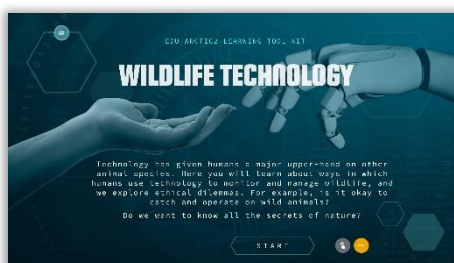 EDU ARCTIC2 LEARNING TOOL KIT
WILDLIFE TECHNOLOGY
Technology has given humans a major upper-hand on other
animal species. Here you will learn about ways in which
humans use technology to monitor and manage wildlife, and
we explore ethical dilemmas. For example, is it okay to
catch and operate on wild animals?
Do we want to know all the secrets of nature?
START